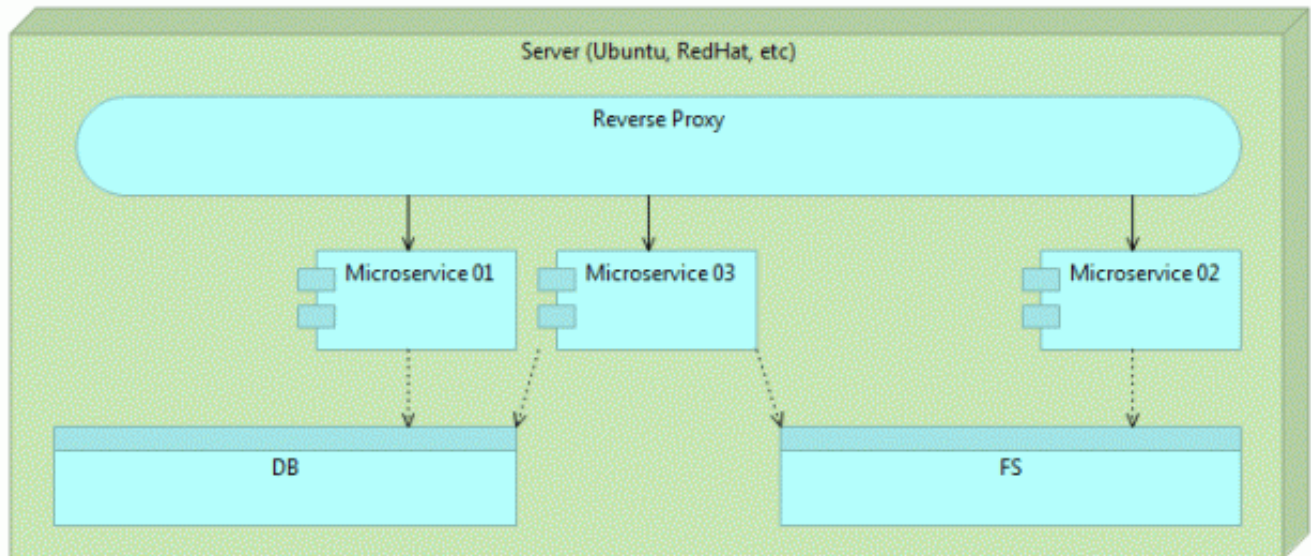 Server (Ubuntu, RedHat, etc)
Reverse Proxy
Microservice 01
Microservice 03
Microservice 02
DB
FS